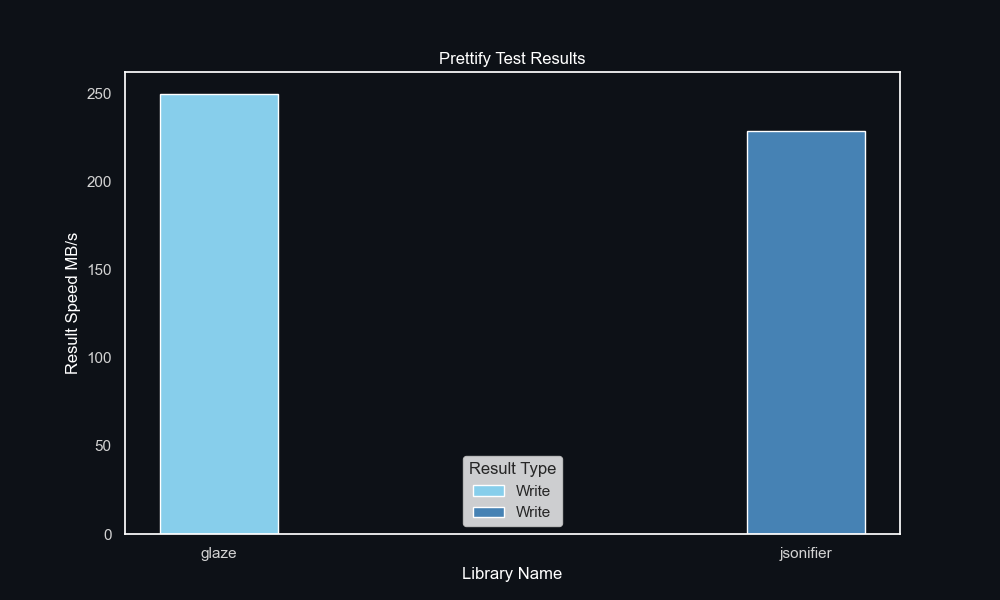 Prettify Test Results
250
200
150
100
50
0
Result Speed MB/s
Result Type
Write
Write
glaze
jsonifier
Library Name